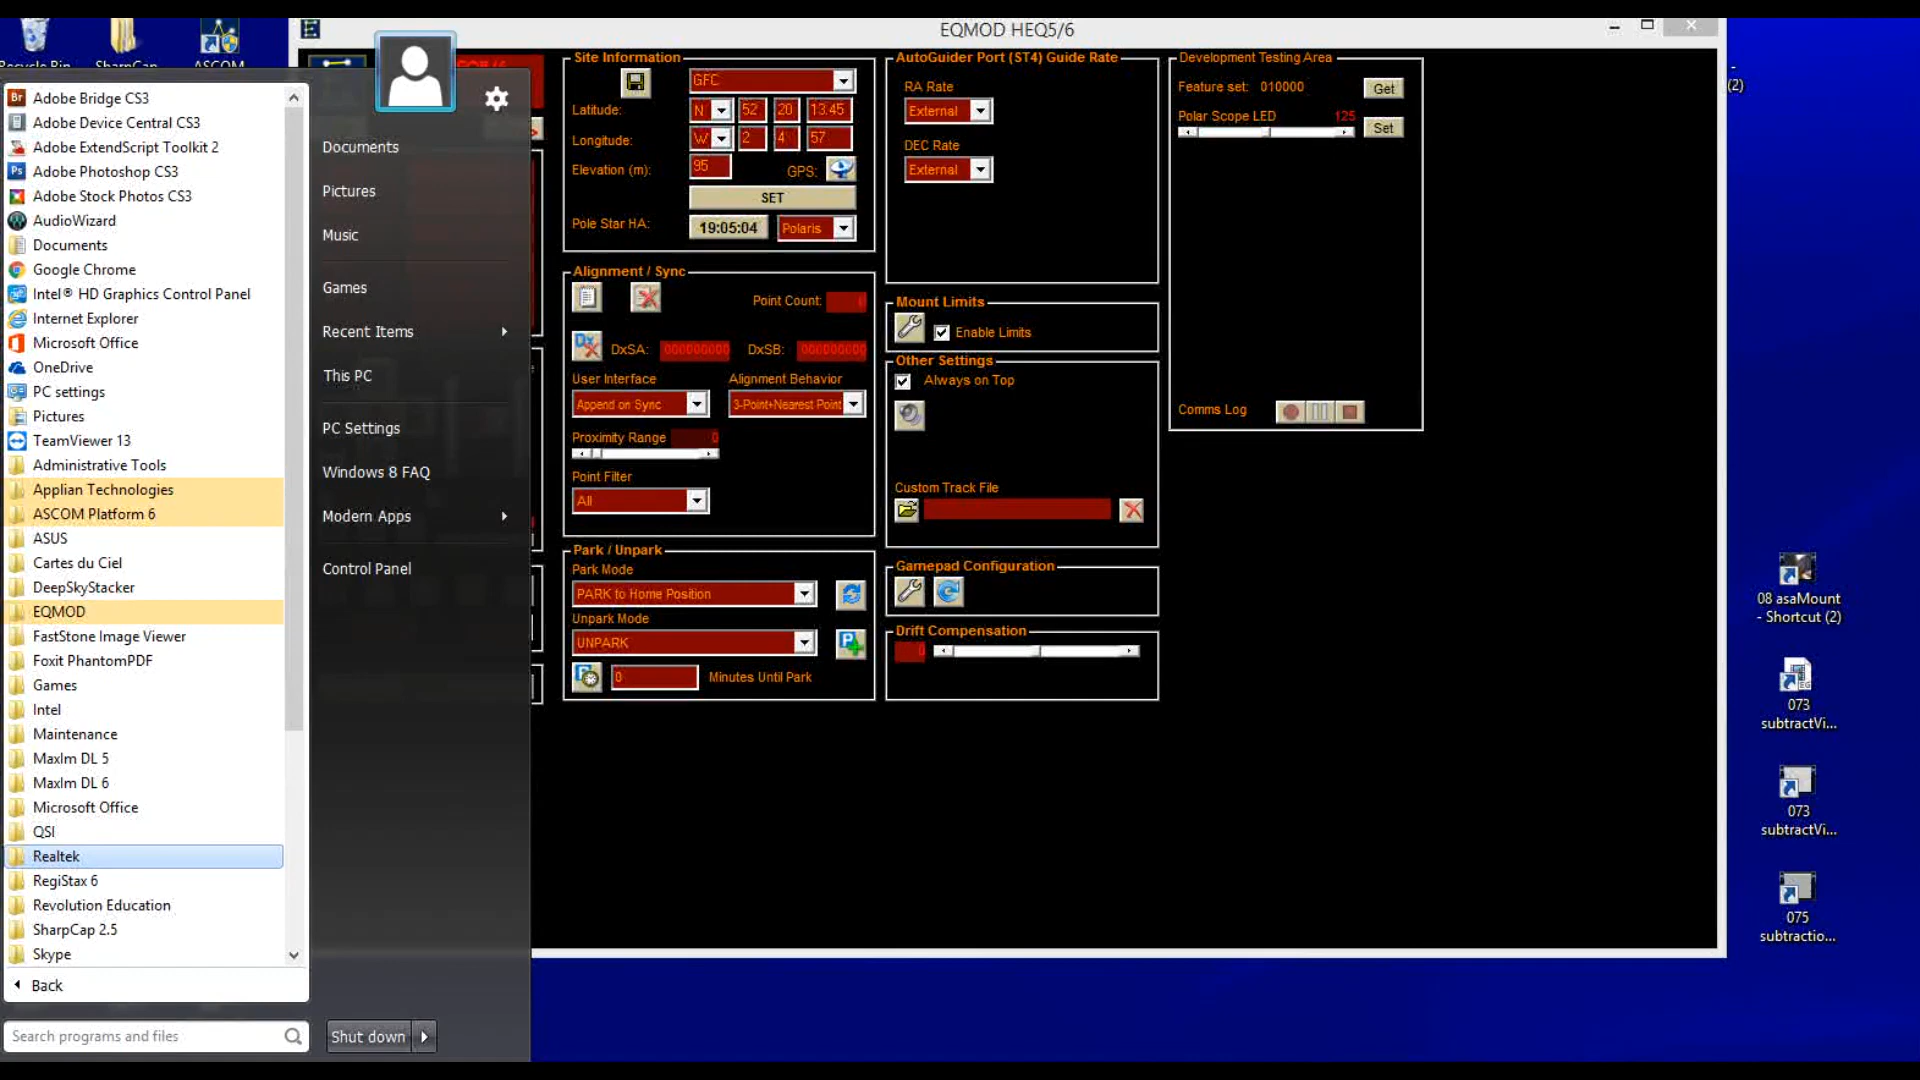 EQMOD HEQ5/6
Recycle Bin
SharpCap
ASCOM
Adobe Bridge CS3
Adobe Device Central CS3
Adobe ExtendScript Toolkit 2
Adobe Photoshop CS3
Adobe Stock Photos CS3
AudioWizard
Documents
Google Chrome
Intel® HD Graphics Control Panel
Internet Explorer
Microsoft Office
OneDrive
PC settings
Pictures
TeamViewer 13
Administrative Tools
Applian Technologies
ASCOM Platform 6
ASUS
Cartes du Ciel
DeepSkyStacker
EQMOD
FastStone Image Viewer
Foxit PhantomPDF
Games
Intel
Maintenance
MaxIm DL 5
MaxIm DL 6
Microsoft Office
QSI
Realtek
RegiStax 6
Revolution Education
SharpCap 2.5
Skype
Back
Search programs and files
Documents
Pictures
Music
Games
Recent Items
This PC
PC Settings
Windows 8 FAQ
Modern Apps
Control Panel
Shut down
Site Information
GFC
Latitude: N 52 20 13.45
Longitude: W 2 4 57
Elevation (m): 95 GPS:
SET
Pole Star HA: 19:05:04 Polaris
Alignment / Sync
Point Count: 0
DxSA: 000000000 DxSB: 000000000
User Interface Alignment Behavior
Append on Sync 3-Point+Nearest Point
Proximity Range 0
Point Filter
All
Park / Unpark
Park Mode
PARK to Home Position
Unpark Mode
UNPARK
0 Minutes Until Park
AutoGuider Port (ST4) Guide Rate
RA Rate
External
DEC Rate
External
Mount Limits
Enable Limits
Other Settings
Always on Top
Custom Track File
Gamepad Configuration
Drift Compensation
0
Development Testing Area
Feature set: 010000 Get
Polar Scope LED 125
Set
Comms Log
(2)
08 asaMount
- Shortcut (2)
073
subtractVi...
073
subtractVi...
075
subtractio...